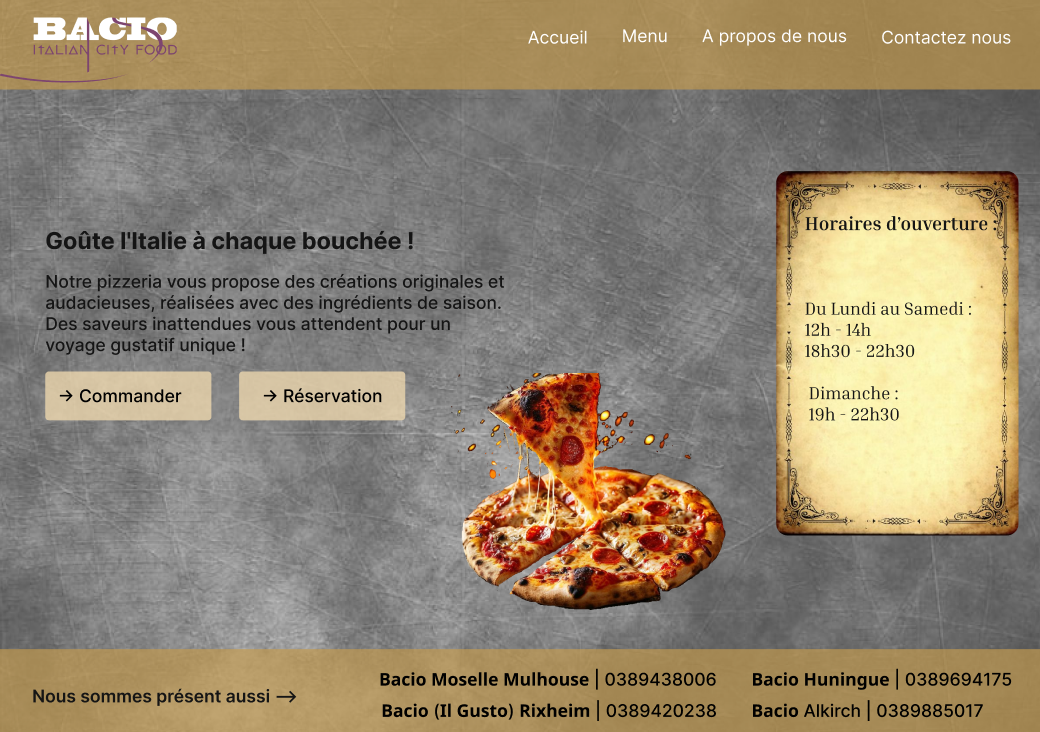 BACIO
ITALIAN CITY FOOD
Accueil
Menu
A propos de nous
Contactez nous
Goûte l'Italie à chaque bouchée !
Notre pizzeria vous propose des créations originales et
audacieuses, réalisées avec des ingrédients de saison.
Des saveurs inattendues vous attendent pour un
voyage gustatif unique !
→ Commander
→ Réservation
Horaires d'ouverture :
Du Lundi au Samedi :
12h - 14h
18h30 - 22h30
Dimanche :
19h - 22h30
Nous sommes présent aussi →
Bacio Moselle Mulhouse | 0389438006
Bacio (Il Gusto) Rixheim | 0389420238
Bacio Huningue | 0389694175
Bacio Alkirch | 0389885017